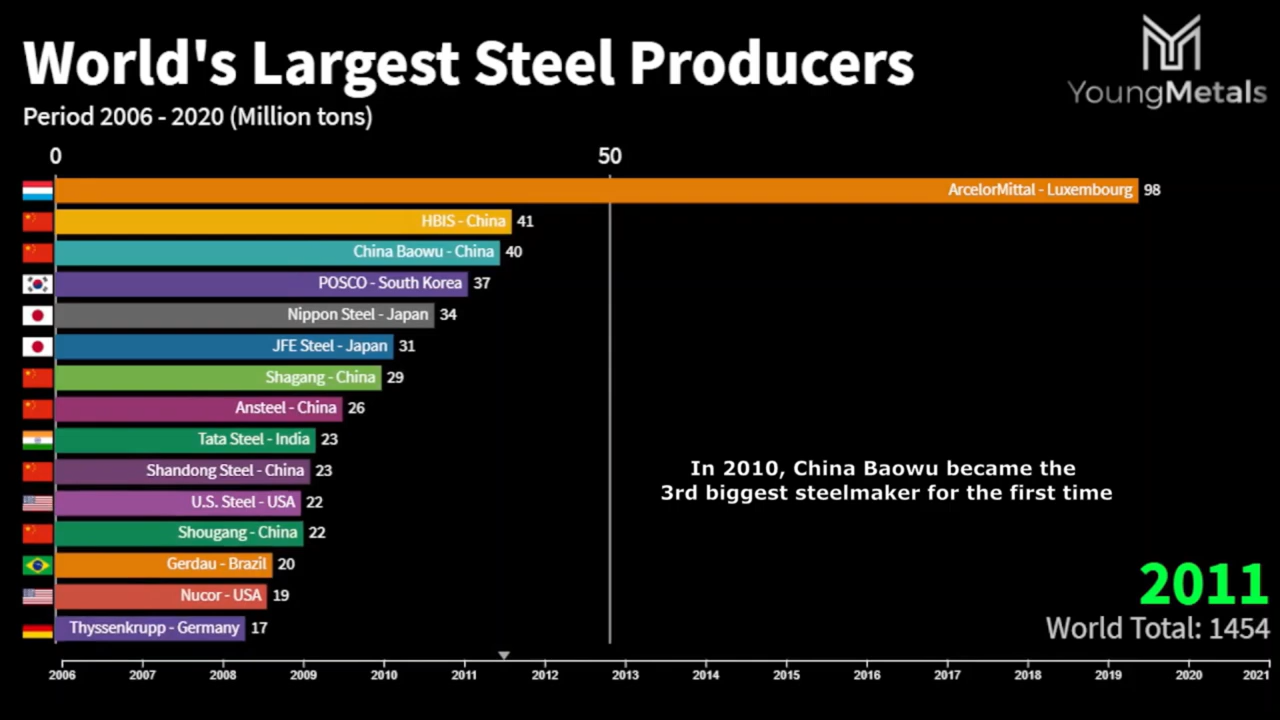 World's Largest Steel Producers
YoungMetals
Period 2006 - 2020 (Million tons)
0 50
ArcelorMittal - Luxembourg 98
HBIS - China 41
China Baowu - China 40
POSCO - South Korea 37
Nippon Steel - Japan 34
JFE Steel - Japan 31
Shagang - China 29
Ansteel - China 26
Tata Steel - India 23
Shandong Steel - China 23
U.S. Steel - USA 22
Shougang - China 22
Gerdau - Brazil 20
Nucor - USA 19
Thyssenkrupp - Germany 17
In 2010, China Baowu became the
3rd biggest steelmaker for the first time
2011
World Total: 1454
2006 2007 2008 2009 2010 2011 2012 2013 2014 2015 2016 2017 2018 2019 2020 2021